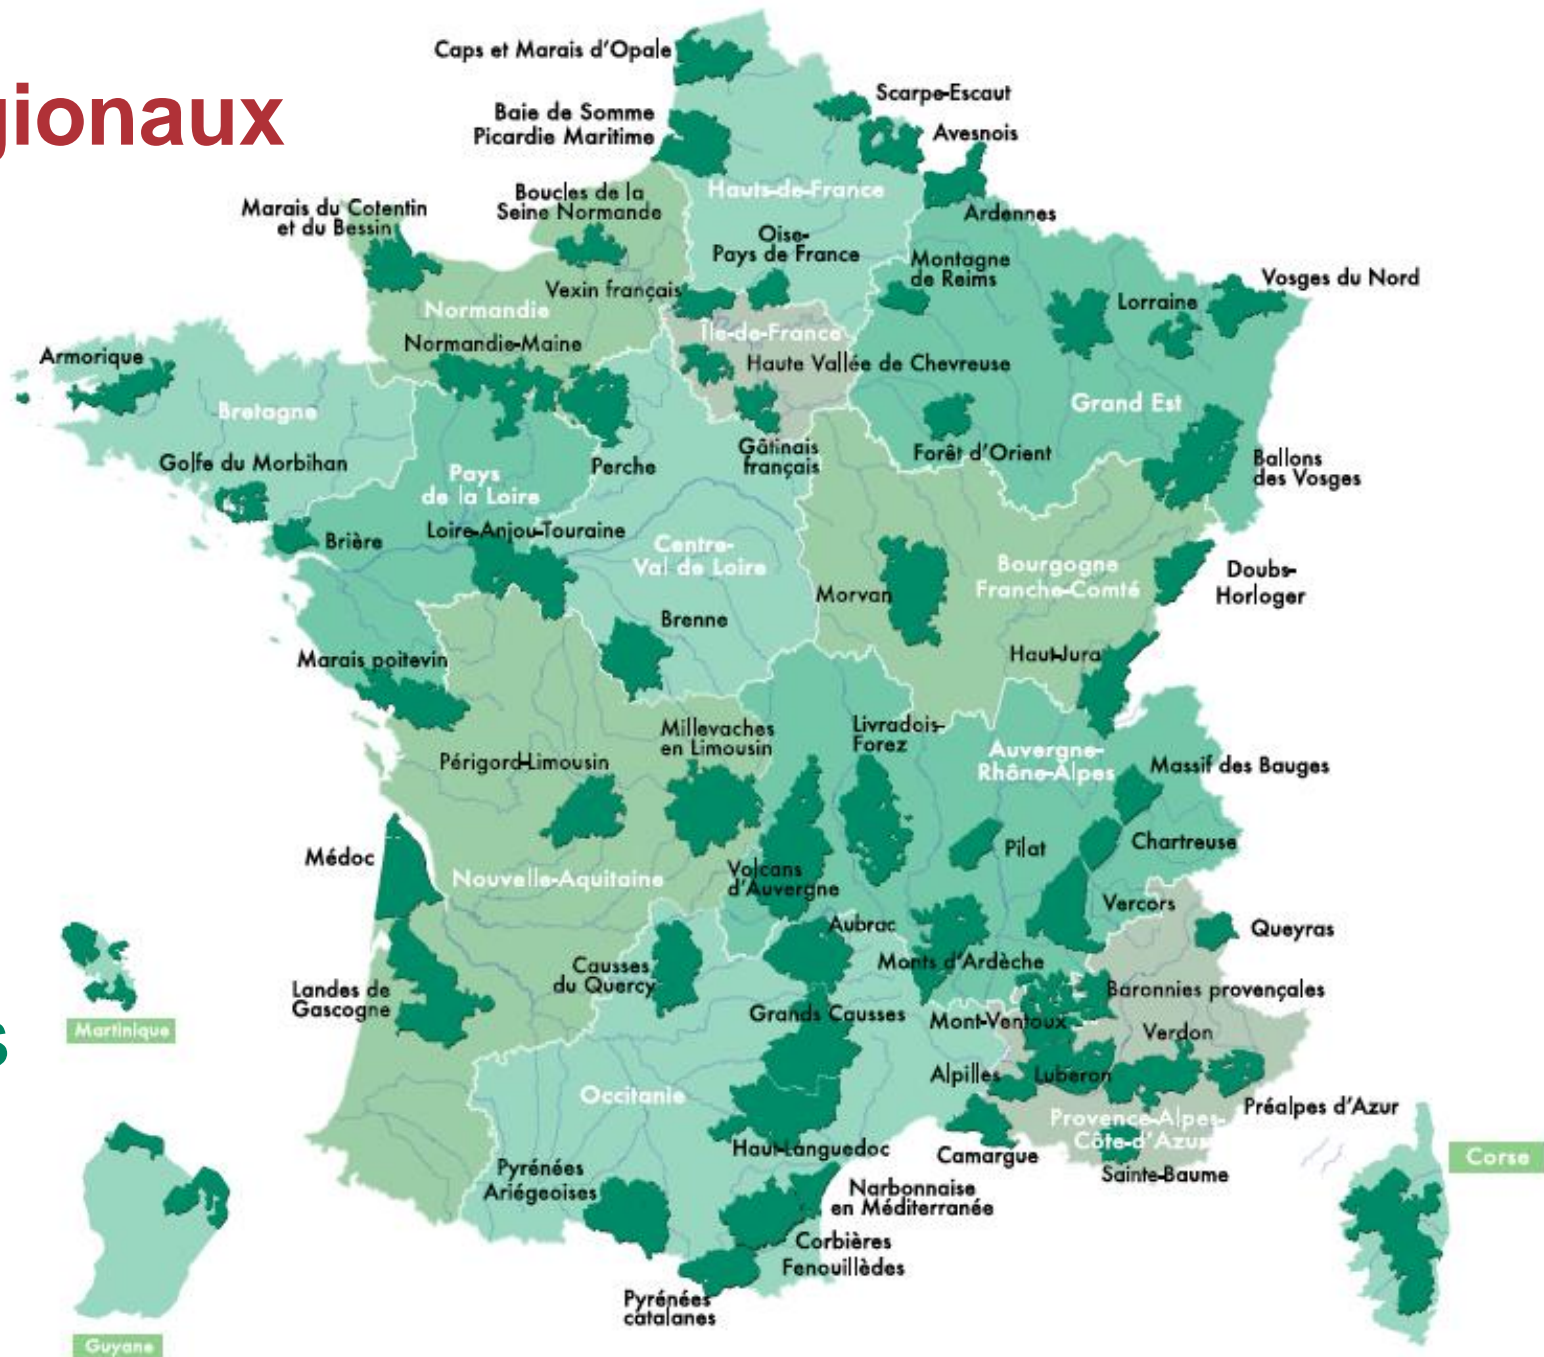 Caps et Marais d'Opale
gionaux
Scarpe-Escaut
Baie de Somme
Picardie Maritime
Avesnois
Hauts-de-France
Boucles de la
Seine Normande
Marais du Cotentin
et du Bessin
Ardennes
Oise-
Pays de France
Montagne
de Reims
Vosges du Nord
Vexin français
Lorraine
Normandie
Île-de-France
Normandie-Maine
Armorique
Haute Vallée de Chevreuse
Bretagne
Grand Est
Gâtinais
français
Forêt d'Orient
Golfe du Morbihan
Perche
Ballons
des Vosges
Pays
de la Loire
Loire-Anjou-Touraine
Brière
Centre-
Val de Loire
Bourgogne
Franche-Comté
Doubs-
Horloger
Morvan
Brenne
Haut-Jura
Marais poitevin
Millevaches
en Limousin
Livradois-
Forez
Auvergne-
Rhône-Alpes
Périgord-Limousin
Massif des Bauges
Pilat
Chartreuse
Médoc
Nouvelle-Aquitaine
Volcans
d'Auvergne
Vercors
Aubrac
Queyras
Causses
du Quercy
Monts d'Ardèche
Landes de
Gascogne
Baronnies provençales
Grands Causses
Mont-Ventoux
Martinique
Verdon
s
Alpilles
Luberon
Occitanie
Préalpes d'Azur
Provence-Alpes-
Côte-d'Azur
Haut-Languedoc
Camargue
Corse
Sainte-Baume
Pyrénées
Ariégeoises
Narbonnaise
en Méditerranée
Corbières
Fenouillèdes
Pyrénées
catalanes
Guyane